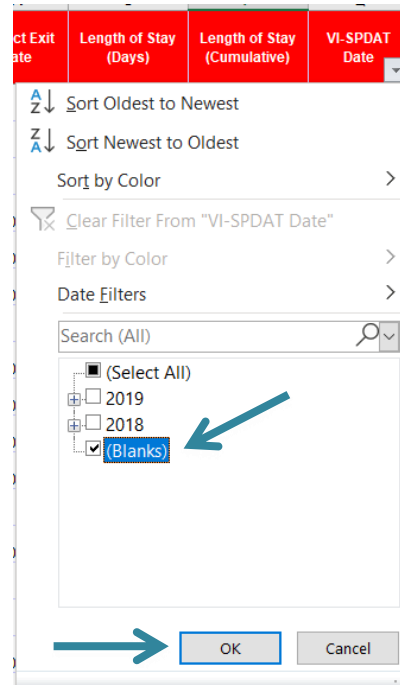 ct Exit
ate
Length of Stay
(Days)
Length of Stay
(Cumulative)
VI-SPDAT
Date
Sort Oldest to Newest
Sort Newest to Oldest
Sort by Color
Clear Filter From "VI-SPDAT Date"
Filter by Color
Date Filters
Search (All)
(Select All)
2019
2018
(Blanks)
OK
Cancel